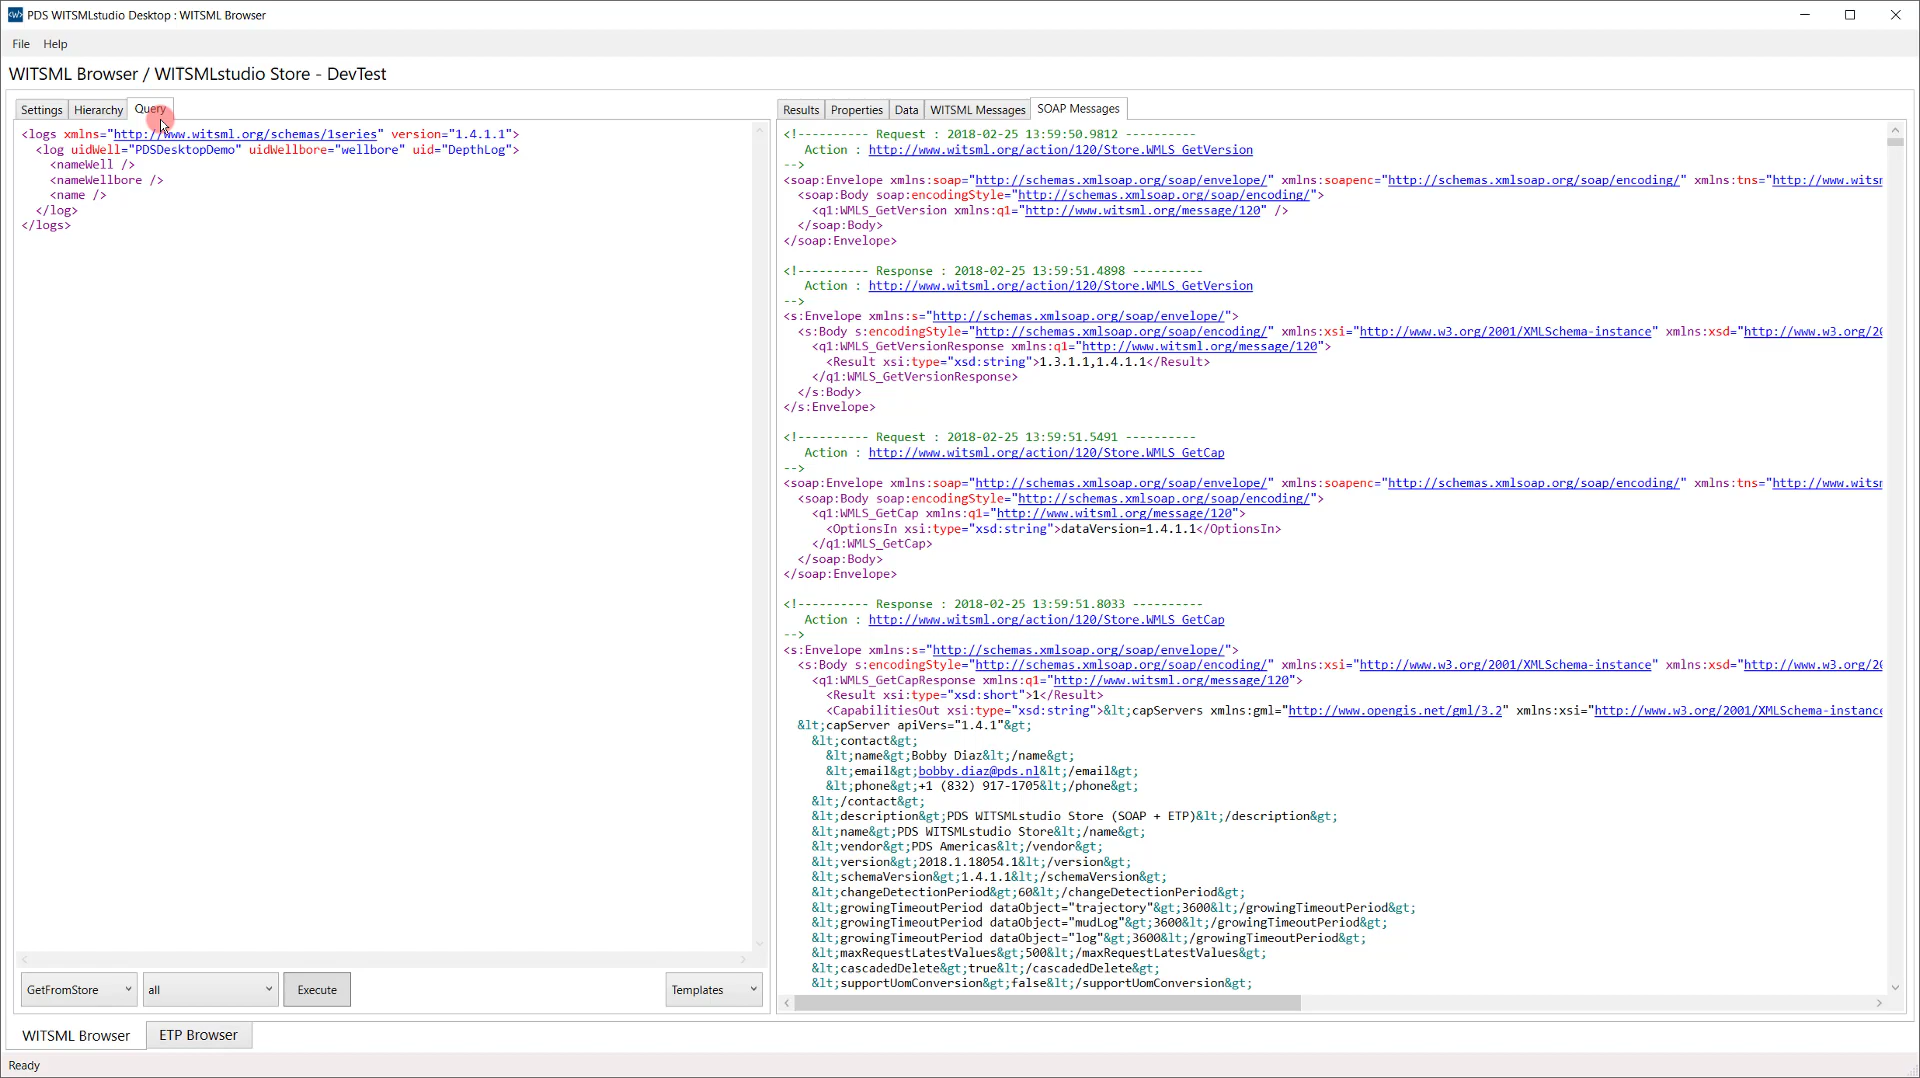 PDS WITSMLstudio Desktop : WITSML Browser
File Help
WITSML Browser / WITSMLstudio Store - DevTest
Settings Hierarchy Query
<logs xmlns="http://www.witsml.org/schemas/1series" version="1.4.1.1">
<log uidWell="PDSDesktopDemo" uidWellbore="wellbore" uid="DepthLog">
<nameWell />
<nameWellbore />
<name />
</log>
</logs>
GetFromStore all Execute Templates
Results Properties Data WITSML Messages SOAP Messages
<!---------- Request : 2018-02-25 13:59:50.9812 ----------
Action : http://www.witsml.org/action/120/Store.WMLS_GetVersion
-->
<soap:Envelope xmlns:soap="http://schemas.xmlsoap.org/soap/envelope/" xmlns:soapenc="http://schemas.xmlsoap.org/soap/encoding/" xmlns:tns="http://www.wits
<soap:Body soap:encodingStyle="http://schemas.xmlsoap.org/soap/encoding/">
<q1:WMLS_GetVersion xmlns:q1="http://www.witsml.org/message/120" />
</soap:Body>
</soap:Envelope>
<!---------- Response : 2018-02-25 13:59:51.4898 ----------
Action : http://www.witsml.org/action/120/Store.WMLS_GetVersion
-->
<s:Envelope xmlns:s="http://schemas.xmlsoap.org/soap/envelope/">
<s:Body s:encodingStyle="http://schemas.xmlsoap.org/soap/encoding/" xmlns:xsi="http://www.w3.org/2001/XMLSchema-instance" xmlns:xsd="http://www.w3.org/20
<q1:WMLS_GetVersionResponse xmlns:q1="http://www.witsml.org/message/120">
<Result xsi:type="xsd:string">1.3.1.1,1.4.1.1</Result>
</q1:WMLS_GetVersionResponse>
</s:Body>
</s:Envelope>
<!---------- Request : 2018-02-25 13:59:51.5491 ----------
Action : http://www.witsml.org/action/120/Store.WMLS_GetCap
-->
<soap:Envelope xmlns:soap="http://schemas.xmlsoap.org/soap/envelope/" xmlns:soapenc="http://schemas.xmlsoap.org/soap/encoding/" xmlns:tns="http://www.wits
<soap:Body soap:encodingStyle="http://schemas.xmlsoap.org/soap/encoding/">
<q1:WMLS_GetCap xmlns:q1="http://www.witsml.org/message/120">
<OptionsIn xsi:type="xsd:string">dataVersion=1.4.1.1</OptionsIn>
</q1:WMLS_GetCap>
</soap:Body>
</soap:Envelope>
<!---------- Response : 2018-02-25 13:59:51.8033 ----------
Action : http://www.witsml.org/action/120/Store.WMLS_GetCap
-->
<s:Envelope xmlns:s="http://schemas.xmlsoap.org/soap/envelope/">
<s:Body s:encodingStyle="http://schemas.xmlsoap.org/soap/encoding/" xmlns:xsi="http://www.w3.org/2001/XMLSchema-instance" xmlns:xsd="http://www.w3.org/20
<q1:WMLS_GetCapResponse xmlns:q1="http://www.witsml.org/message/120">
<Result xsi:type="xsd:short">1</Result>
<CapabilitiesOut xsi:type="xsd:string">&lt;capServers xmlns:gml="http://www.opengis.net/gml/3.2" xmlns:xsi="http://www.w3.org/2001/XMLSchema-instance
&lt;capServer apiVers="1.4.1"&gt;
&lt;contact&gt;
&lt;name&gt;Bobby Diaz&lt;/name&gt;
&lt;email&gt;bobby.diaz@pds.nl&lt;/email&gt;
&lt;phone&gt;+1 (832) 917-1705&lt;/phone&gt;
&lt;/contact&gt;
&lt;description&gt;PDS WITSMLstudio Store (SOAP + ETP)&lt;/description&gt;
&lt;name&gt;PDS WITSMLstudio Store&lt;/name&gt;
&lt;vendor&gt;PDS Americas&lt;/vendor&gt;
&lt;version&gt;2018.1.18054.1&lt;/version&gt;
&lt;schemaVersion&gt;1.4.1.1&lt;/schemaVersion&gt;
&lt;changeDetectionPeriod&gt;60&lt;/changeDetectionPeriod&gt;
&lt;growingTimeoutPeriod dataObject="trajectory"&gt;3600&lt;/growingTimeoutPeriod&gt;
&lt;growingTimeoutPeriod dataObject="mudLog"&gt;3600&lt;/growingTimeoutPeriod&gt;
&lt;growingTimeoutPeriod dataObject="log"&gt;3600&lt;/growingTimeoutPeriod&gt;
&lt;maxRequestLatestValues&gt;500&lt;/maxRequestLatestValues&gt;
&lt;cascadedDelete&gt;true&lt;/cascadedDelete&gt;
&lt;supportUomConversion&gt;false&lt;/supportUomConversion&gt;
WITSML Browser ETP Browser
Ready